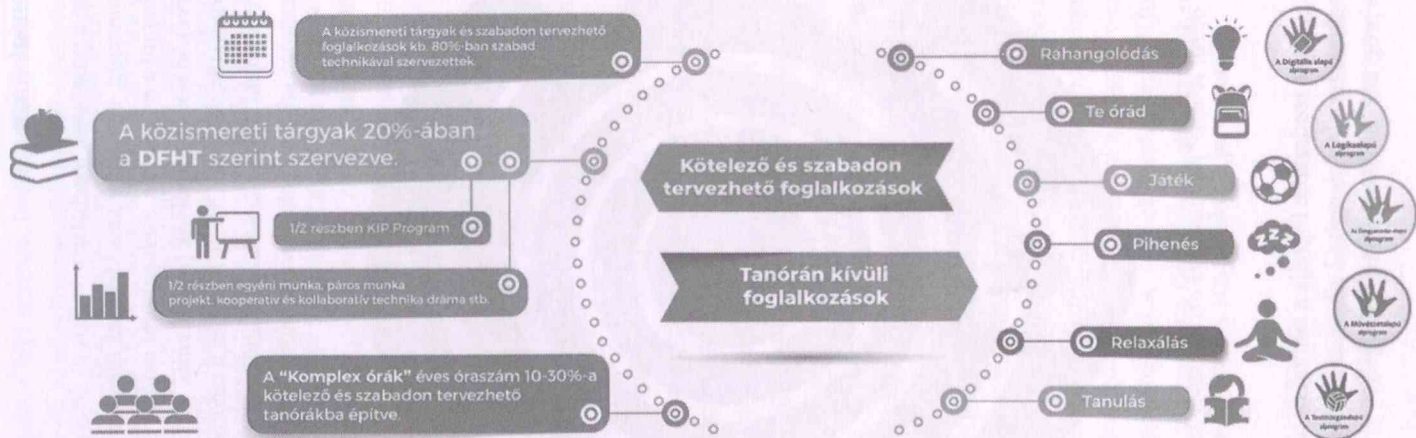 A közismereti tárgyak és szabadon tervezhető
foglalkozások kb. 80%-ban szabad
technikával szervezettek.
A közismereti tárgyak 20%-ában
a DFHT szerint szervezve.
1/2 részben KIP Program
1/2 részben egyéni munka, páros munka
projekt, kooperatív és kollaboratív technika dráma stb.
A "Komplex órák" éves óraszám 10-30%-a
kötelező és szabadon tervezhető
tanórákba építve.
Kötelező és szabadon
tervezhető foglalkozások
Tanórán kívüli
foglalkozások
Ráhangolódás
Te órád
Játék
Pihenés
zzz
Relaxálás
Tanulás
A Digitális alapú
alprogram
A Logikaalapú
alprogram
alprogram
A Művészetalapú
alprogram
alprogram